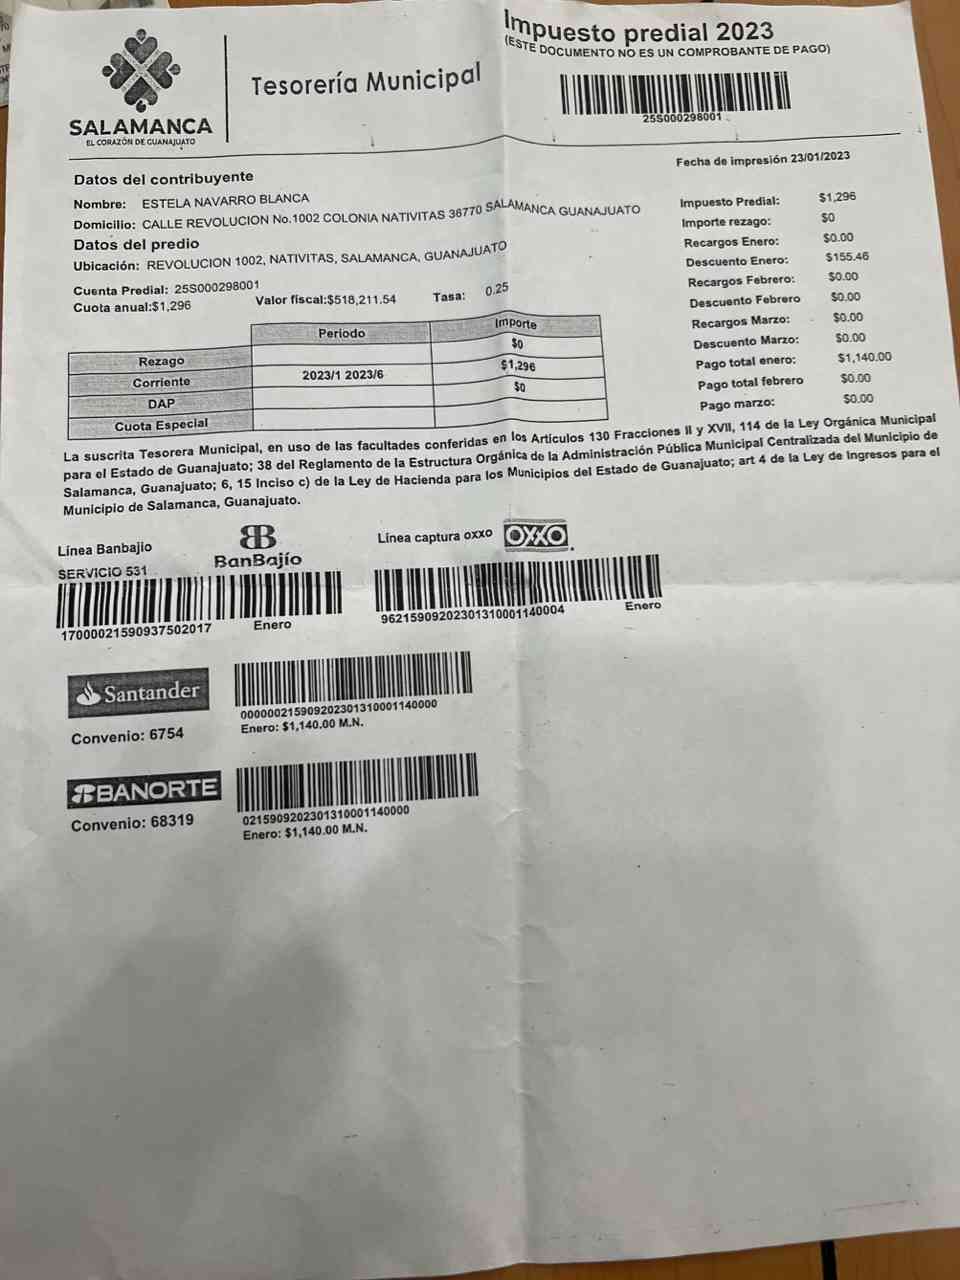 Impuesto predial 2023
(ESTE DOCUMENTO NO ES UN COMPROBANTE DE PAGO)
Tesorería Municipal
SALAMANCA
EL CORAZÓN DE GUANAJUATO
25S000298001
Fecha de impresión 23/01/2023
Datos del contribuyente
Nombre: ESTELA NAVARRO BLANCA
Domicilio: CALLE REVOLUCION No.1002 COLONIA NATIVITAS 36770 SALAMANCA GUANAJUATO
Datos del predio
Ubicación: REVOLUCION 1002, NATIVITAS, SALAMANCA, GUANAJUATO
Cuenta Predial: 25S000298001
Cuota anual:$1,296 Valor fiscal:$518,211.54 Tasa: 0.25
Impuesto Predial: $1,296
Importe rezago: $0
Recargos Enero: $0.00
Descuento Enero: $155.46
Recargos Febrero: $0.00
Descuento Febrero $0.00
Recargos Marzo: $0.00
Descuento Marzo: $0.00
Pago total enero: $1,140.00
Pago total febrero $0.00
Pago marzo: $0.00
Periodo Importe
Rezago $0
Corriente 2023/1 2023/6 $1,296
DAP $0
Cuota Especial
La suscrita Tesorera Municipal, en uso de las facultades conferidas en los Artículos 130 Fracciones II y XVII, 114 de la Ley Orgánica Municipal
para el Estado de Guanajuato; 38 del Reglamento de la Estructura Orgánica de la Administración Pública Municipal Centralizada del Municipio de
Salamanca, Guanajuato; 6, 15 Inciso c) de la Ley de Hacienda para los Municipios del Estado de Guanajuato; art 4 de la Ley de Ingresos para el
Municipio de Salamanca, Guanajuato.
Línea Banbajio
BanBajío
SERVICIO 531
17000021590937502017 Enero
Linea captura oxxo OXXO
96215909202301310001140004 Enero
Santander
Convenio: 6754
000000215909202301310001140000
Enero: $1,140.00 M.N.
BANORTE
Convenio: 68319
0215909202301310001140000
Enero: $1,140.00 M.N.